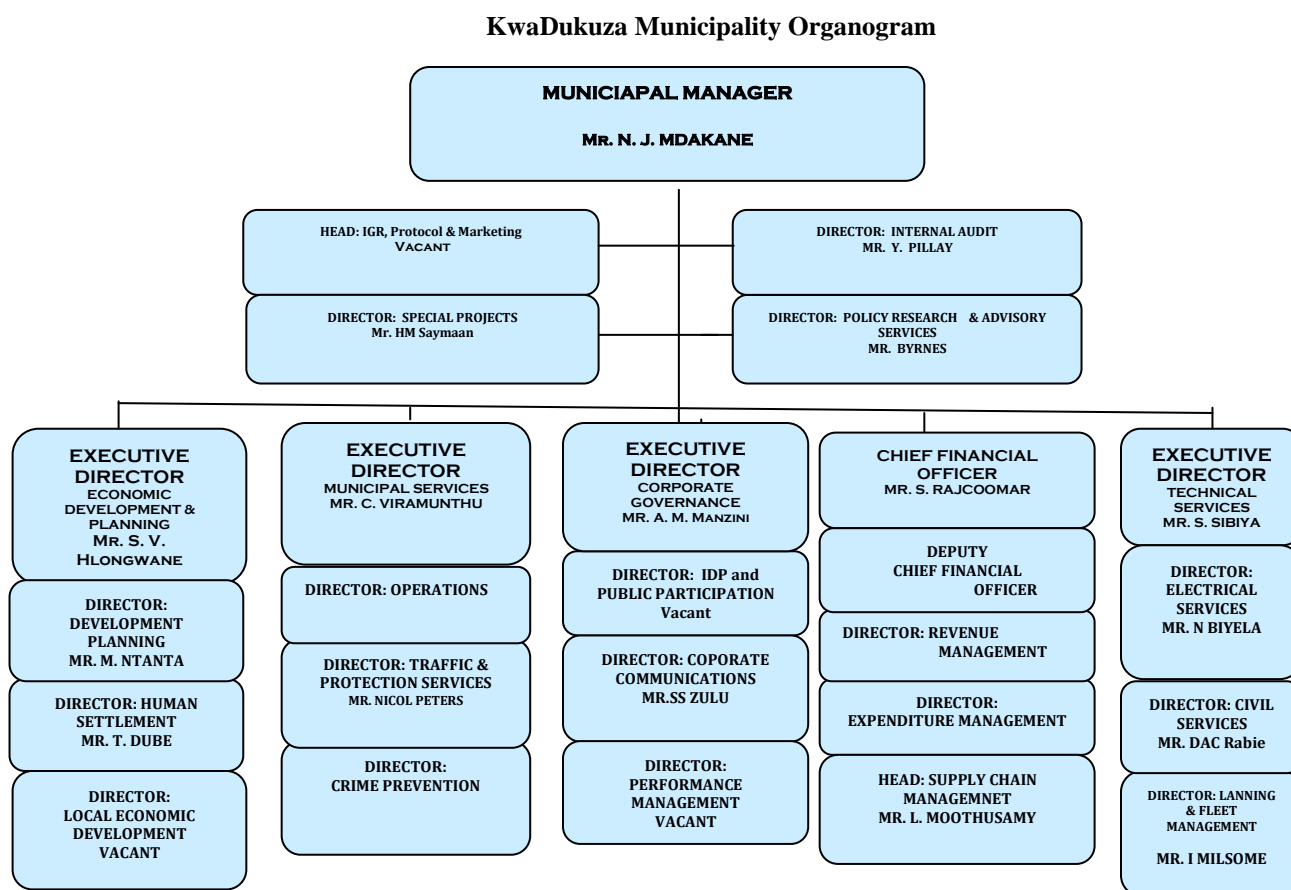 KwaDukuza Municipality Organogram
MUNICIAPAL MANAGER
MR. N. J. MDAKANE
HEAD: IGR, Protocol & Marketing
VACANT
DIRECTOR: INTERNAL AUDIT
MR. Y. PILLAY
DIRECTOR: SPECIAL PROJECTS
Mr. HM Saymaan
DIRECTOR: POLICY RESEARCH & ADVISORY
SERVICES
MR. BYRNES
EXECUTIVE
DIRECTOR
ECONOMIC
DEVELOPMENT &
PLANNING
MR. S. V.
HLONGWANE
DIRECTOR:
DEVELOPMENT
PLANNING
MR. M. NTANTA
DIRECTOR: HUMAN
SETTLEMENT
MR. T. DUBE
DIRECTOR:
LOCAL ECONOMIC
DEVELOPMENT
VACANT
EXECUTIVE
DIRECTOR
MUNICIPAL SERVICES
MR. C. VIRAMUNTHU
DIRECTOR: OPERATIONS
DIRECTOR: TRAFFIC &
PROTECTION SERVICES
MR. NICOL PETERS
DIRECTOR:
CRIME PREVENTION
EXECUTIVE
DIRECTOR
CORPORATE
GOVERNANCE
MR. A. M. MANZINI
DIRECTOR: IDP and
PUBLIC PARTICIPATION
Vacant
DIRECTOR: COPORATE
COMMUNICATIONS
MR.SS ZULU
DIRECTOR:
PERFORMANCE
MANAGEMENT
VACANT
CHIEF FINANCIAL
OFFICER
MR. S. RAJCOOMAR
DEPUTY
CHIEF FINANCIAL
OFFICER
DIRECTOR: REVENUE
MANAGEMENT
DIRECTOR:
EXPENDITURE MANAGEMENT
HEAD: SUPPLY CHAIN
MANAGEMNET
MR. L. MOOTHUSAMY
EXECUTIVE
DIRECTOR
TECHNICAL
SERVICES
MR. S. SIBIYA
DIRECTOR:
ELECTRICAL
SERVICES
MR. N BIYELA
DIRECTOR: CIVIL
SERVICES
MR. DAC Rabie
DIRECTOR: LANNING
& FLEET
MANAGEMENT
MR. I MILSOME